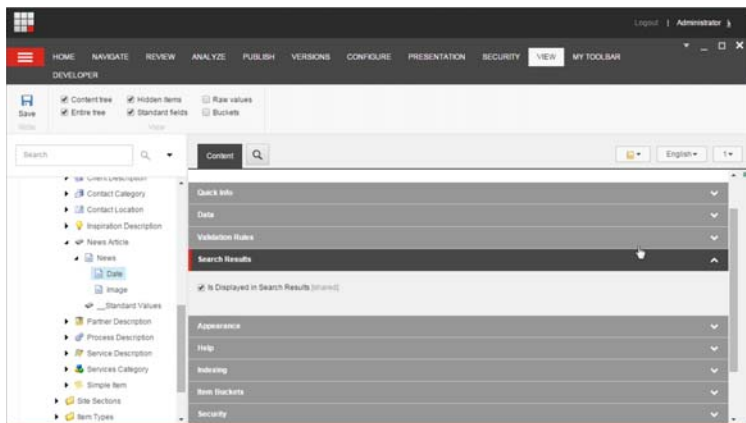 Logout | Administrator
HOME NAVIGATE REVIEW ANALYZE PUBLISH VERSIONS CONFIGURE PRESENTATION SECURITY VIEW MY TOOLBAR
DEVELOPER
Save
Write
Content tree Hidden items Raw values
Entire tree Standard fields Buckets
View
Search
Content
English 1
Client Description
Contact Category
Contact Location
Inspiration Description
News Article
News
Date
Image
__Standard Values
Partner Description
Process Description
Service Description
Services Category
Simple Item
Site Sections
Item Types
Quick Info
Data
Validation Rules
Search Results
Is Displayed in Search Results [shared]
Appearance
Help
Indexing
Item Buckets
Security